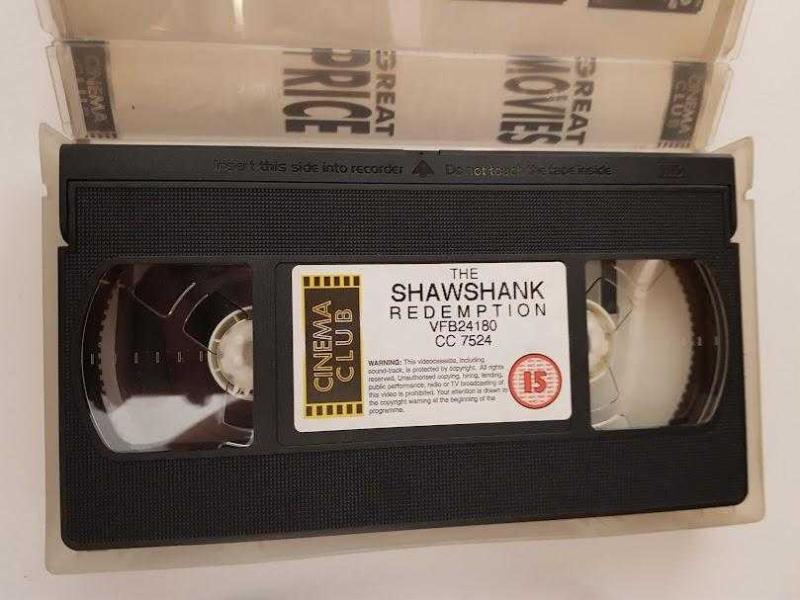 CINEMA
CLUB
GREAT
PRICE
GREAT
MOVIES
CINEMA
CLUB
Insert this side into recorder
Do not touch the tape inside
CINEMA
CLUB
THE
SHAWSHANK
REDEMPTION
VFB24180
CC 7524
WARNING: This videocassette, including
sound-track, is protected by copyright. All rights
reserved. Unauthorised copying, hiring, lending,
public performance, radio or TV broadcasting of
this video is prohibited. Your attention is drawn to
the copyright warning at the beginning of the
programme.
15